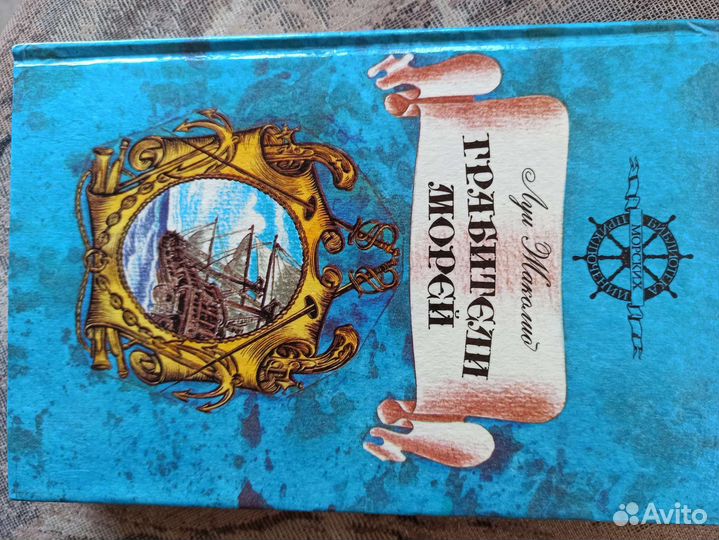 БИБЛИОТЕКА
МОРСКИХ
ПРИКЛЮЧЕНИЙ
Луи Жаколио
ГРАБИТЕЛИ
МОРЕЙ
Avito